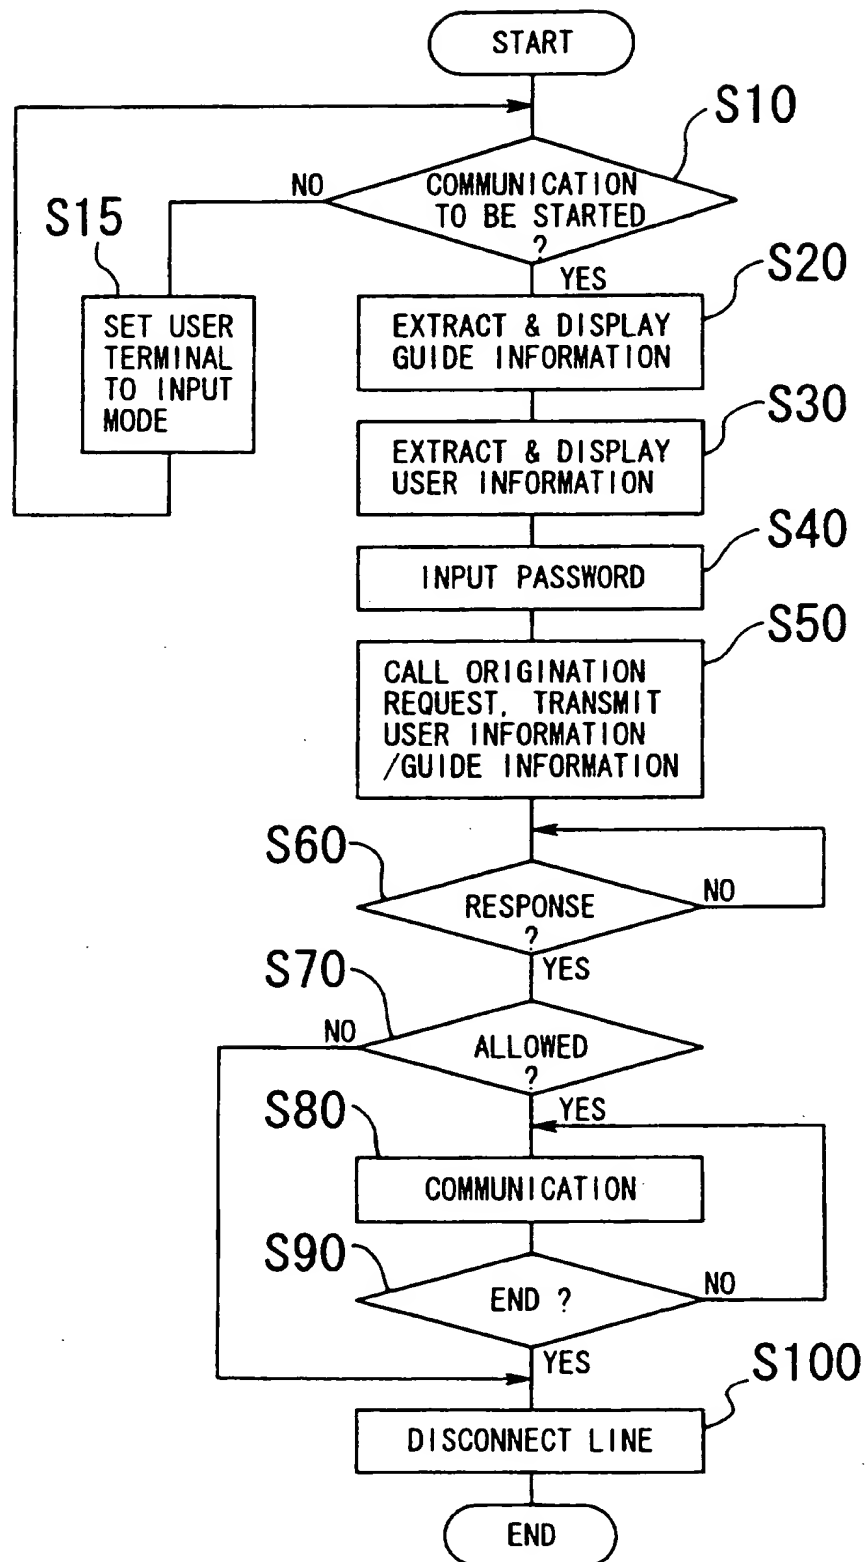 START
S10
COMMUNICATION
TO BE STARTED
?
NO
YES
S15
SET USER
TERMINAL
TO INPUT
MODE
S20
EXTRACT & DISPLAY
GUIDE INFORMATION
S30
EXTRACT & DISPLAY
USER INFORMATION
S40
INPUT PASSWORD
S50
CALL ORIGINATION
REQUEST, TRANSMIT
USER INFORMATION
/GUIDE INFORMATION
S60
RESPONSE
?
NO
YES
S70
NO
ALLOWED
?
YES
S80
COMMUNICATION
S90
END ?
NO
YES
S100
DISCONNECT LINE
END